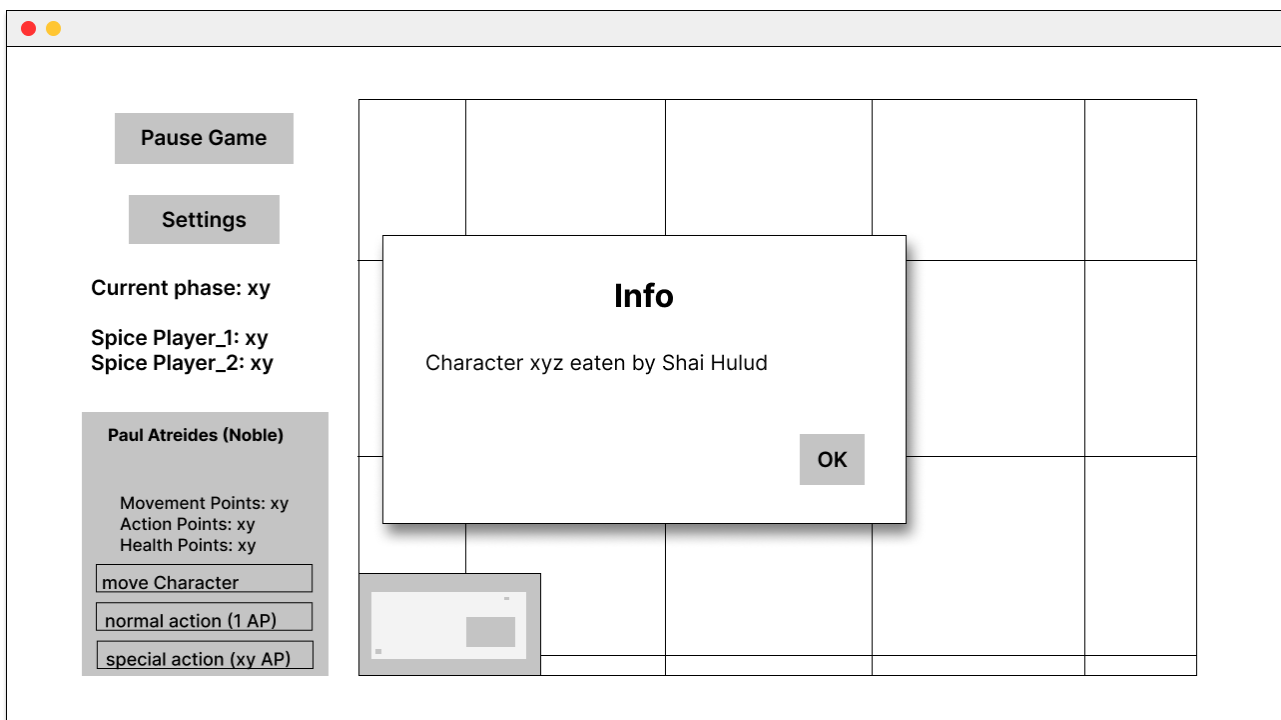 Pause Game
Settings
Current phase: xy
Spice Player_1: xy
Spice Player_2: xy
Paul Atreides (Noble)
Movement Points: xy
Action Points: xy
Health Points: xy
move Character
normal action (1 AP)
special action (xy AP)
Info
Character xyz eaten by Shai Hulud
OK